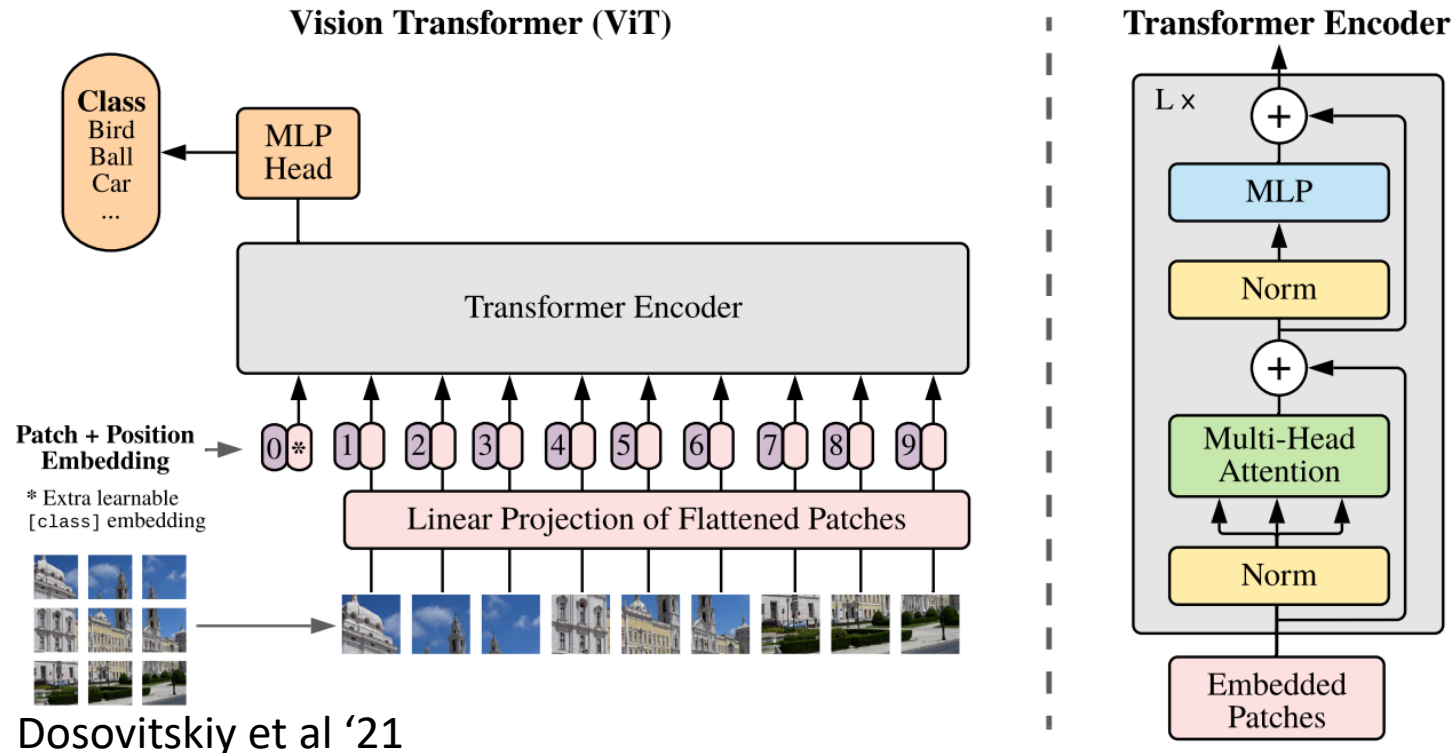 Vision Transformer (ViT)
Class
Bird
Ball
Car
...
MLP
Head
Transformer Encoder
Patch + Position
Embedding
0 * 1 2 3 4 5 6 7 8 9
* Extra learnable
[class] embedding
Linear Projection of Flattened Patches
Dosovitskiy et al ‘21
Transformer Encoder
L ×
+
MLP
Norm
+
Multi-Head
Attention
Norm
Embedded
Patches